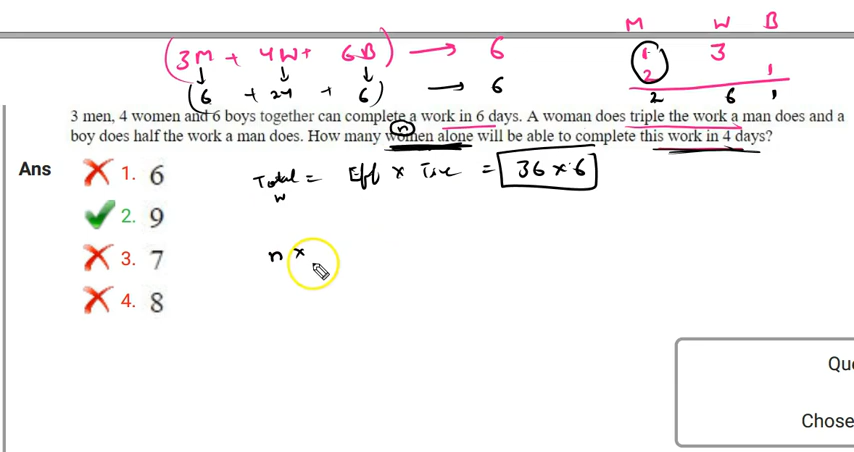 M W B
(3M + 4W + 6B) → 6
1 3
2 1
(6 + 24 + 6) → 6
2 6 1
3 men, 4 women and 6 boys together can complete a work in 6 days. A woman does triple the work a man does and a
n
boy does half the work a man does. How many women alone will be able to complete this work in 4 days?
Ans
1. 6
Total W = Eff × = 36 × 6
2. 9
3. 7
n ×
4. 8
Qu
Chose